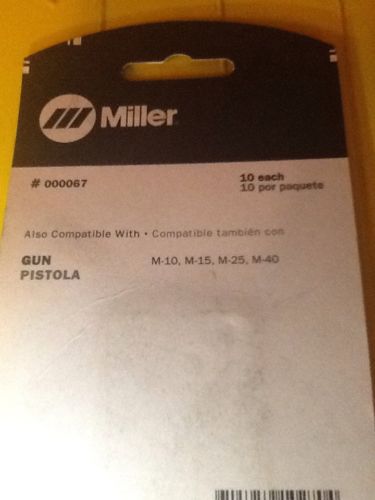 Miller
# 000067
10 each
10 por paquete
Also Compatible With • Compatible también con
GUN M-10, M-15, M-25, M-40
PISTOLA